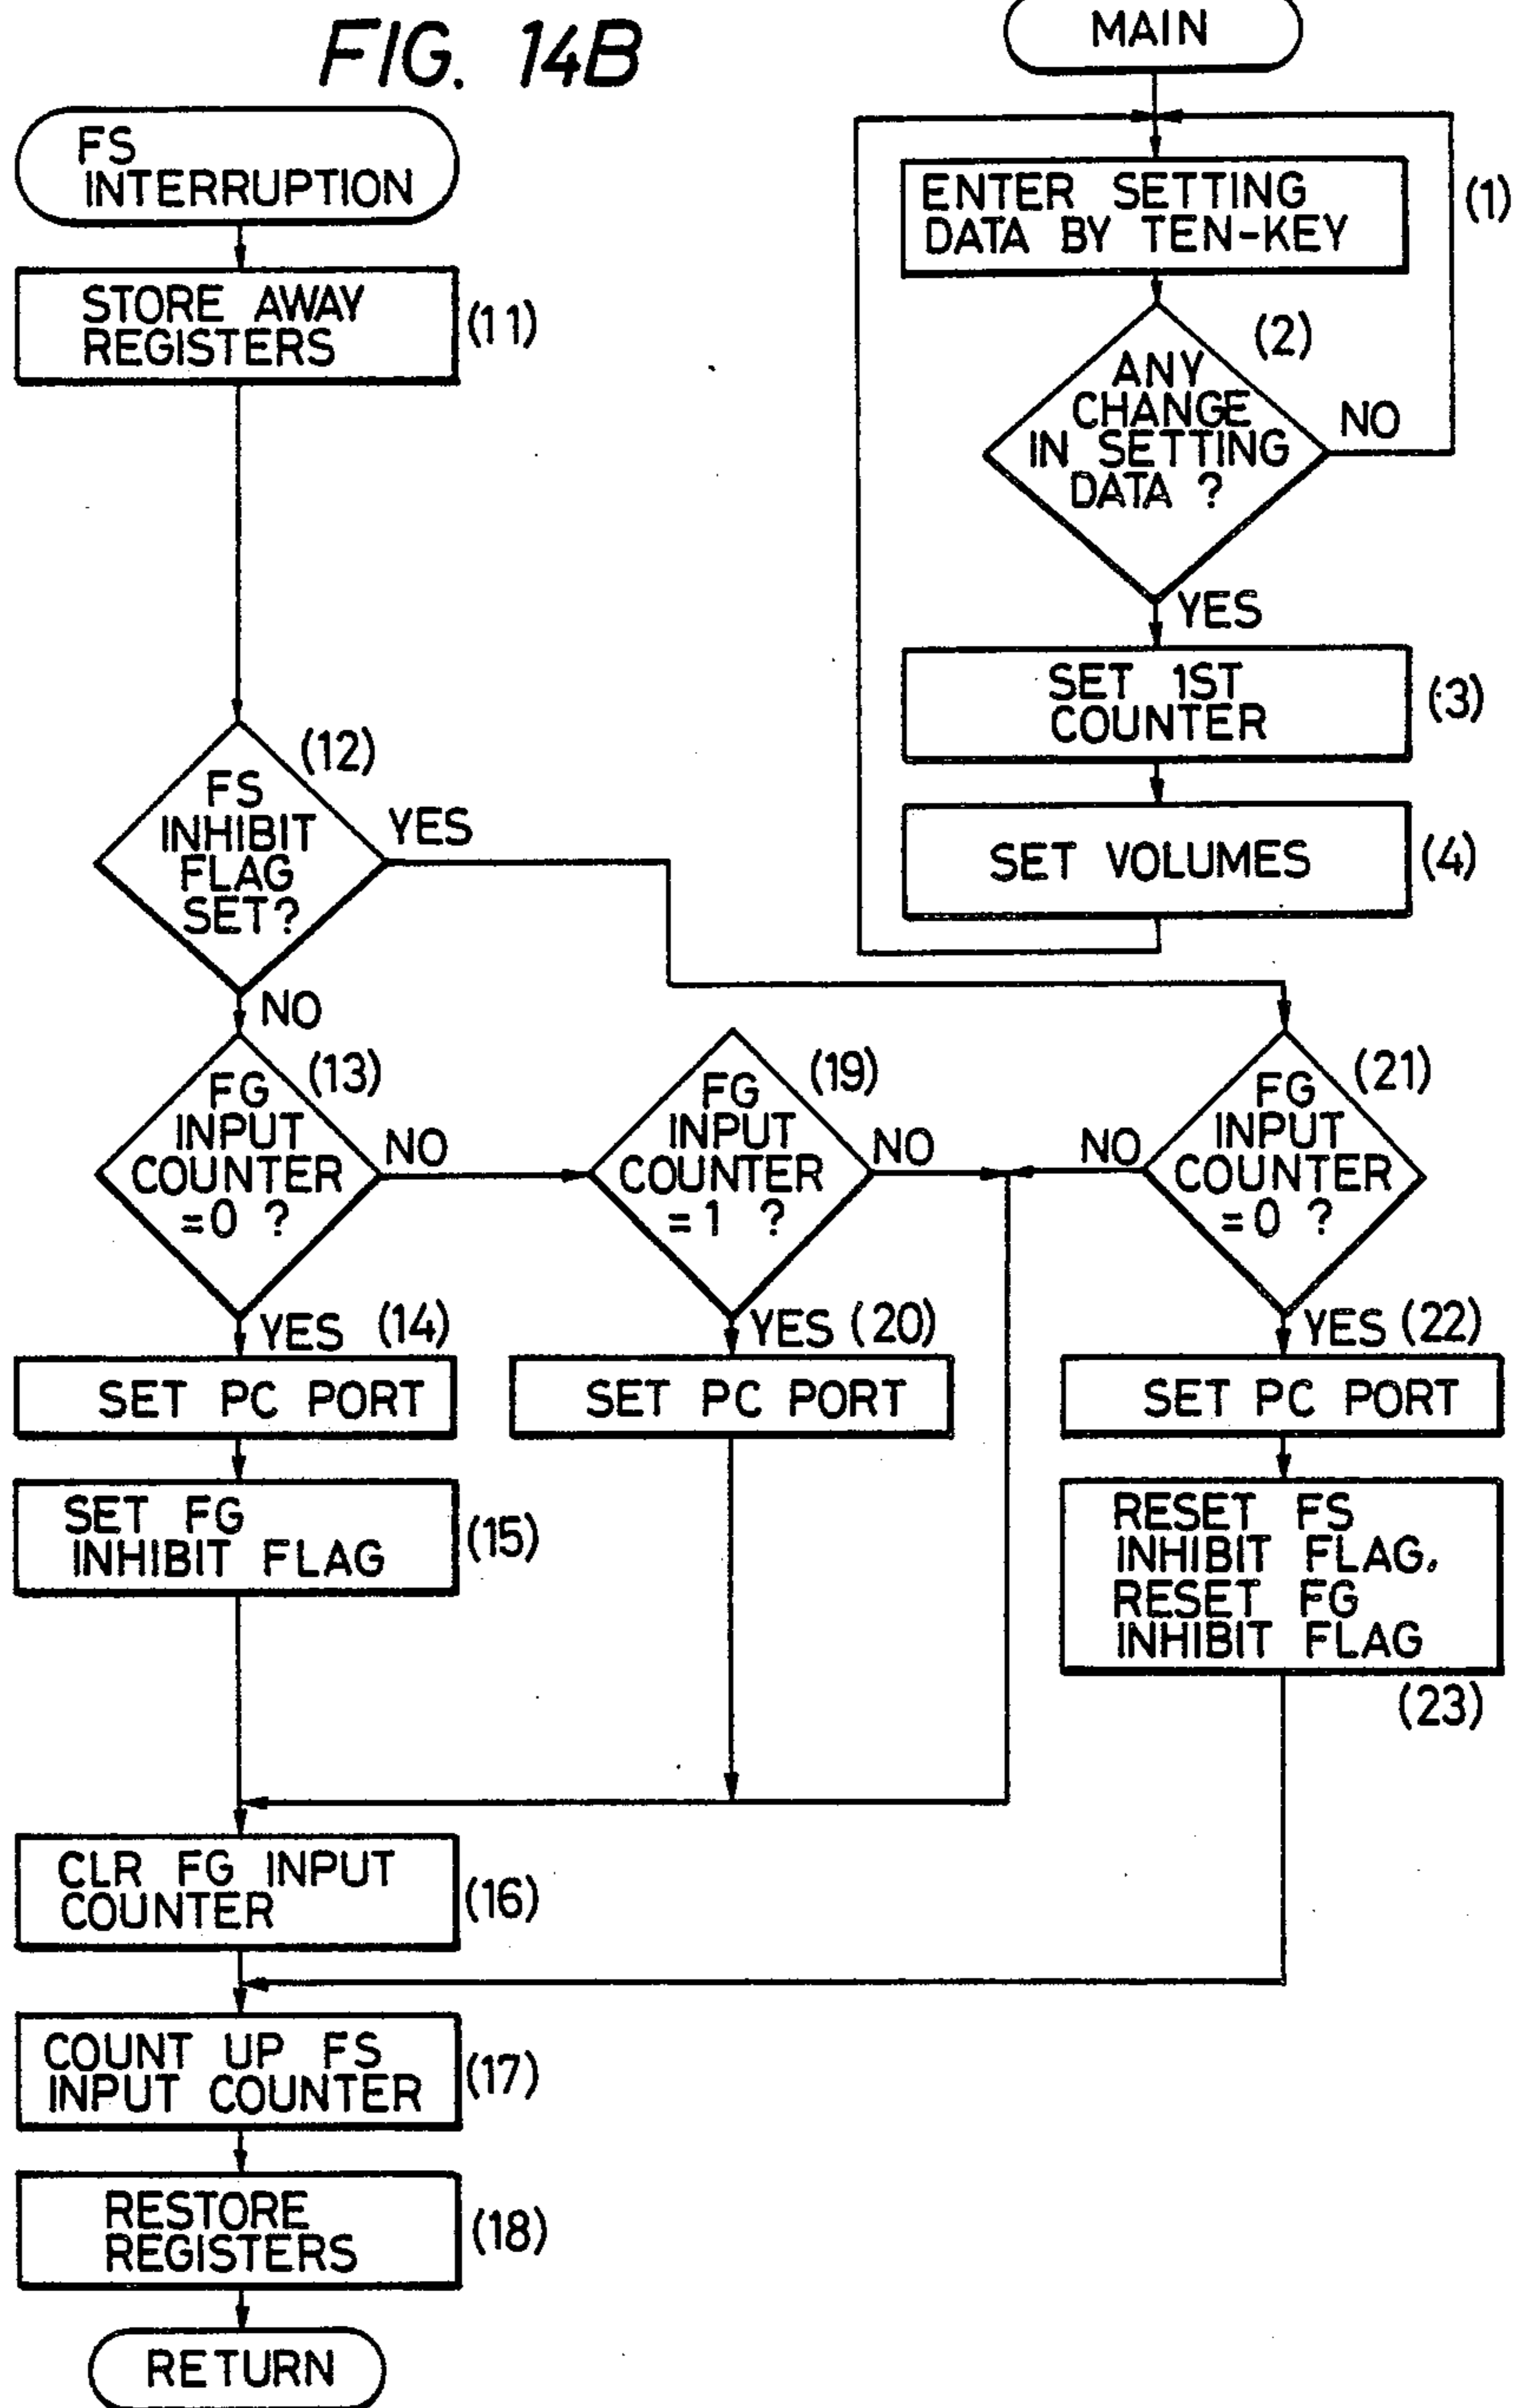 FIG. 14B
MAIN
ENTER SETTING
DATA BY TEN-KEY
(1)
ANY
CHANGE
IN SETTING
DATA ?
(2)
NO
YES
SET 1ST
COUNTER
(3)
SET VOLUMES
(4)
FS
INTERRUPTION
STORE AWAY
REGISTERS
(11)
FS
INHIBIT
FLAG
SET?
(12)
YES
NO
FG
INPUT
COUNTER
=0 ?
(13)
NO
YES
(14)
SET PC PORT
SET FG
INHIBIT FLAG
(15)
FG
INPUT
COUNTER
=1 ?
(19)
NO
YES
(20)
SET PC PORT
FG
INPUT
COUNTER
=0 ?
(21)
NO
YES
(22)
SET PC PORT
RESET FS
INHIBIT FLAG,
RESET FG
INHIBIT FLAG
(23)
CLR FG INPUT
COUNTER
(16)
COUNT UP FS
INPUT COUNTER
(17)
RESTORE
REGISTERS
(18)
RETURN